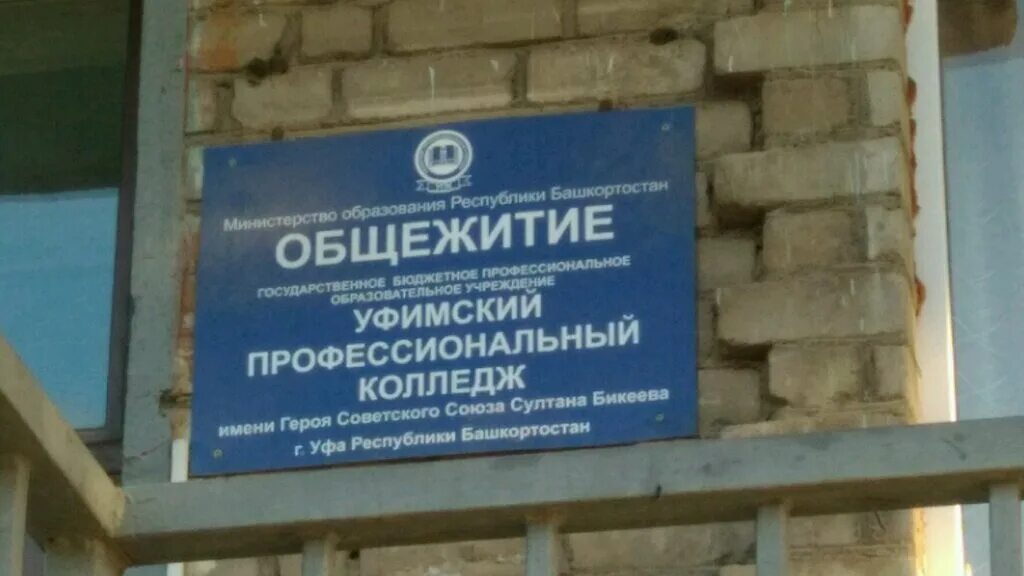 Министерство образования Республики Башкортостан
ОБЩЕЖИТИЕ
ГОСУДАРСТВЕННОЕ БЮДЖЕТНОЕ ПРОФЕССИОНАЛЬНОЕ
ОБРАЗОВАТЕЛЬНОЕ УЧРЕЖДЕНИЕ
УФИМСКИЙ
ПРОФЕССИОНАЛЬНЫЙ
КОЛЛЕДЖ
имени Героя Советского Союза Султана Бикеева
г. Уфа Республики Башкортостан